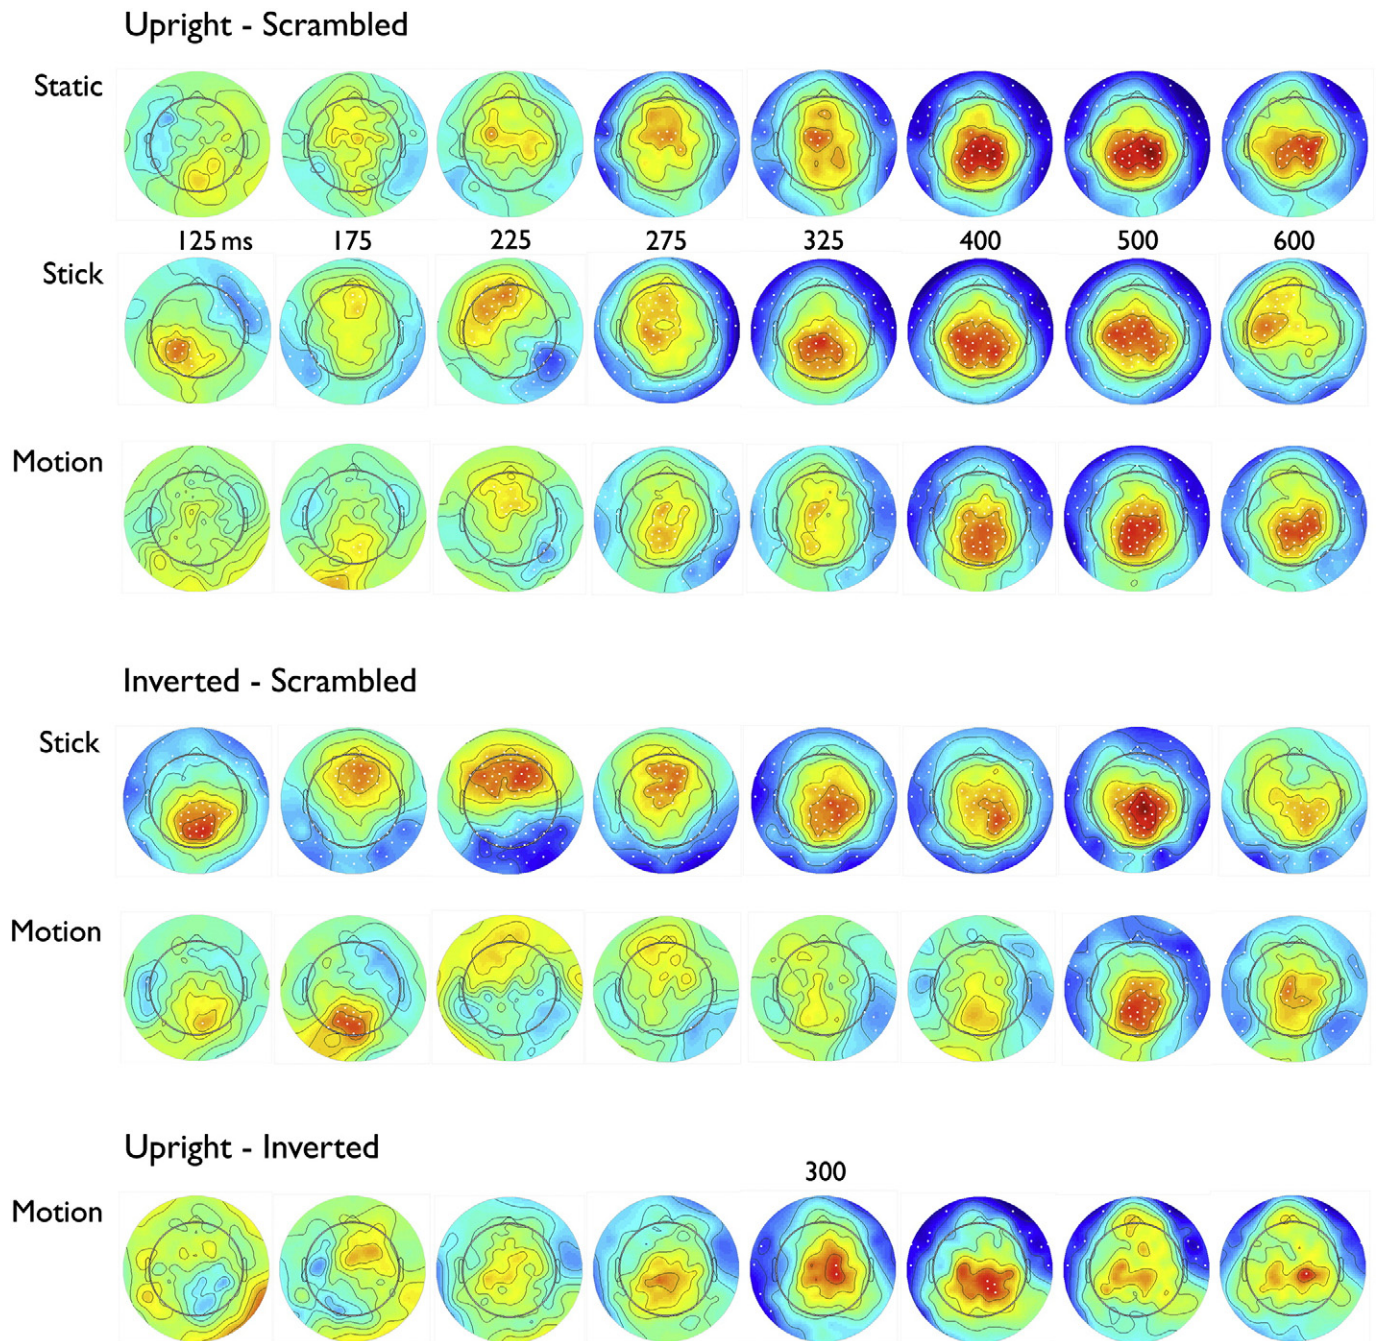 Upright - Scrambled
Static
125 ms 175 225 275 325 400 500 600
Stick
Motion
Inverted - Scrambled
Stick
Motion
Upright - Inverted
300
Motion